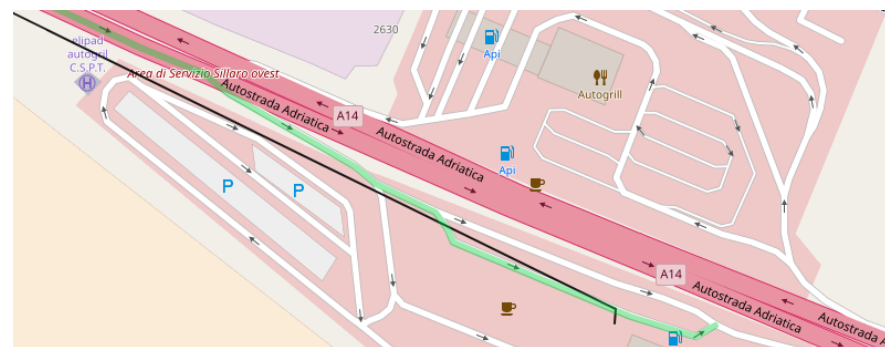 2630
elipad
autogril
C.S.P.T.
H
Area di Servizio Sillaro ovest
Api
Autogrill
Autostrada Adriatica
A14
Autostrada Adriatica
Api
P
P
A14
Autostrada Adriatica
Autostrada A